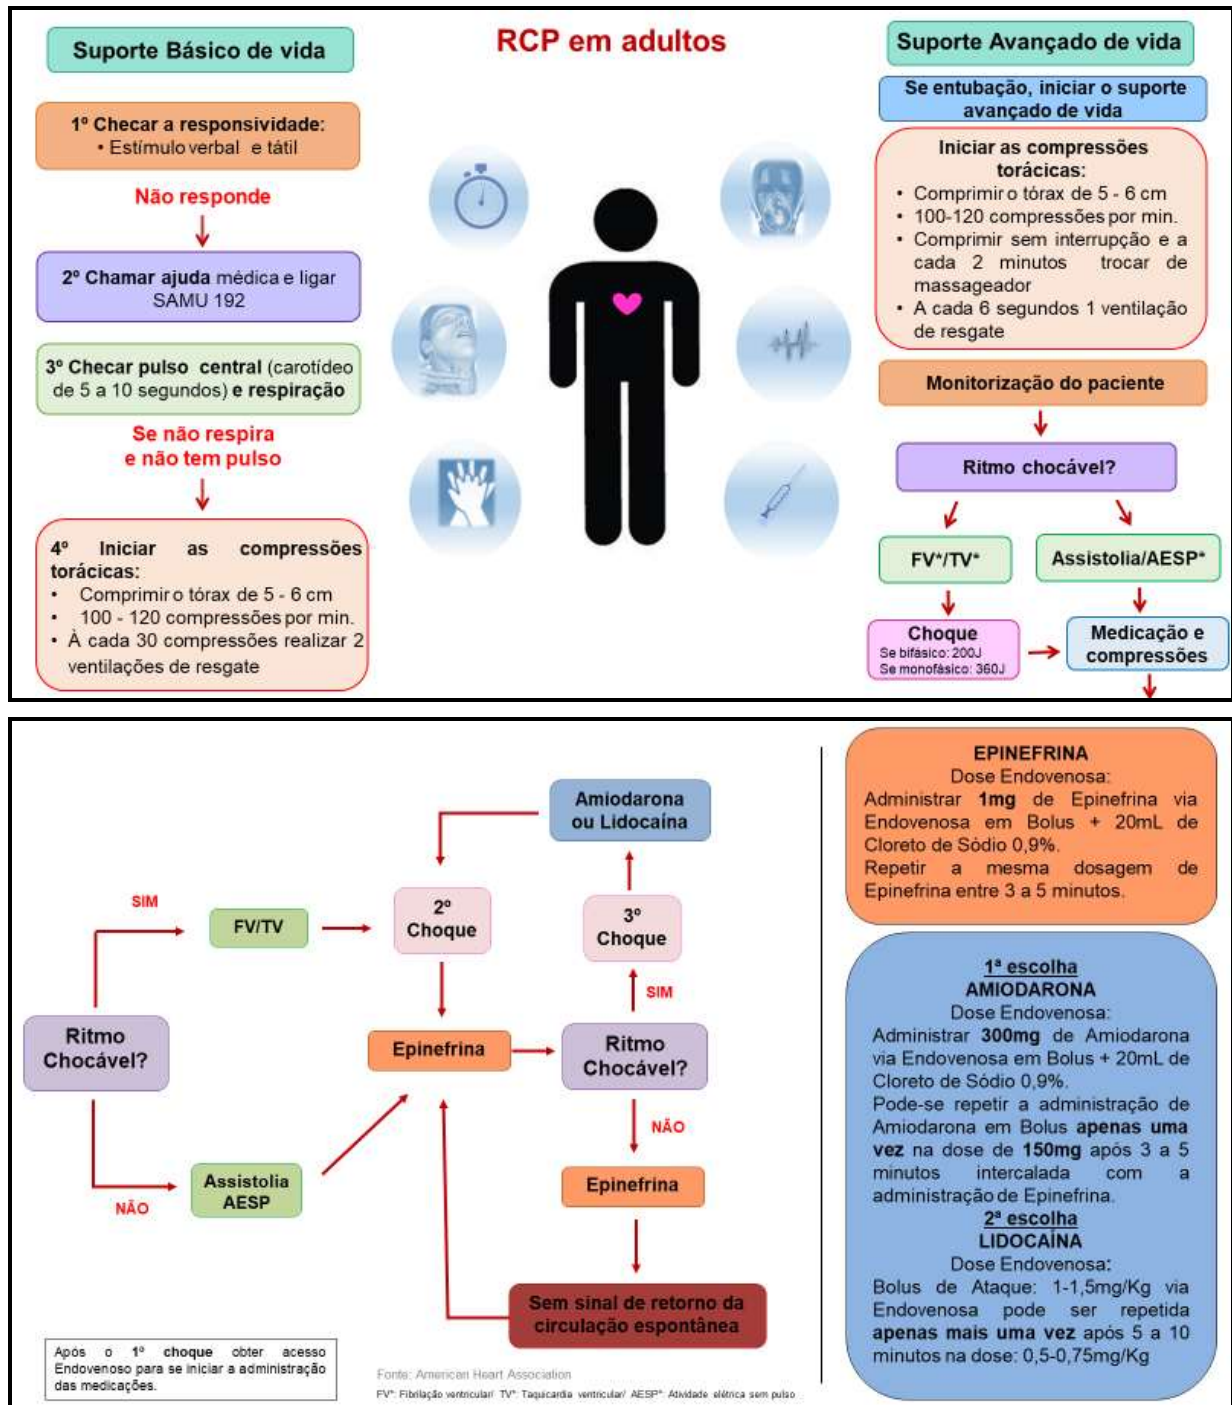 RCP em adultos
Suporte Básico de vida
1º Checar a responsividade:
• Estímulo verbal e tátil
Não responde
2º Chamar ajuda médica e ligar
SAMU 192
3º Checar pulso central (carotídeo
de 5 a 10 segundos) e respiração
Se não respira
e não tem pulso
4º Iniciar as compressões
torácicas:
• Comprimir o tórax de 5 - 6 cm
• 100 - 120 compressões por min.
• À cada 30 compressões realizar 2
ventilações de resgate
Suporte Avançado de vida
Se entubação, iniciar o suporte
avançado de vida
Iniciar as compressões
torácicas:
• Comprimir o tórax de 5 - 6 cm
• 100-120 compressões por min.
• Comprimir sem interrupção e a
cada 2 minutos trocar de
massageador
• A cada 6 segundos 1 ventilação
de resgate
Monitorização do paciente
Ritmo chocável?
FV*/TV*
Assistolia/AESP*
Choque
Se bifásico: 200J
Se monofásico: 360J
Medicação e
compressões
Ritmo
Chocável?
SIM
FV/TV
NÃO
Assistolia
AESP
2º
Choque
Epinefrina
Amiodarona
ou Lidocaína
3º
Choque
SIM
Ritmo
Chocável?
NÃO
Epinefrina
Sem sinal de retorno da
circulação espontânea
Após o 1º choque obter acesso
Endovenoso para se iniciar a administração
das medicações.
Fonte: American Heart Association
FV*: Fibrilação ventricular/ TV*: Taquicardia ventricular/ AESP*: Atividade elétrica sem pulso
EPINEFRINA
Dose Endovenosa:
Administrar 1mg de Epinefrina via
Endovenosa em Bolus + 20mL de
Cloreto de Sódio 0,9%.
Repetir a mesma dosagem de
Epinefrina entre 3 a 5 minutos.
1ª escolha
AMIODARONA
Dose Endovenosa:
Administrar 300mg de Amiodarona
via Endovenosa em Bolus + 20mL de
Cloreto de Sódio 0,9%.
Pode-se repetir a administração de
Amiodarona em Bolus apenas uma
vez na dose de 150mg após 3 a 5
minutos intercalada com a
administração de Epinefrina.
2ª escolha
LIDOCAÍNA
Dose Endovenosa:
Bolus de Ataque: 1-1,5mg/Kg via
Endovenosa pode ser repetida
apenas mais uma vez após 5 a 10
minutos na dose: 0,5-0,75mg/Kg